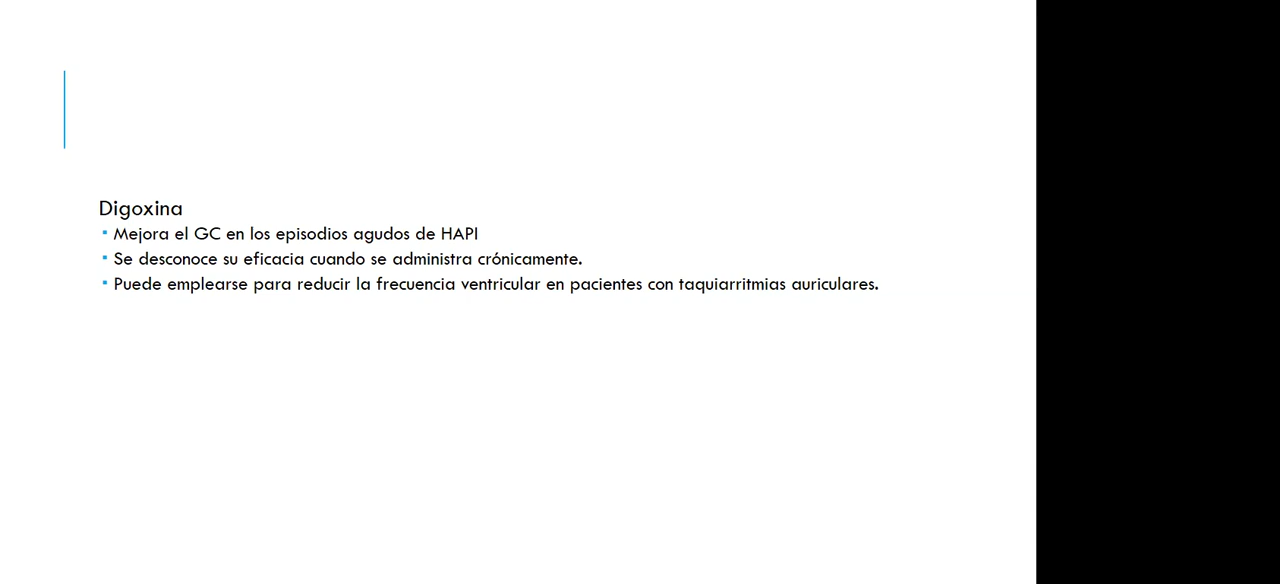 Digoxina
▪ Mejora el GC en los episodios agudos de HAPI
▪ Se desconoce su eficacia cuando se administra crónicamente.
▪ Puede emplearse para reducir la frecuencia ventricular en pacientes con taquiarritmias auriculares.